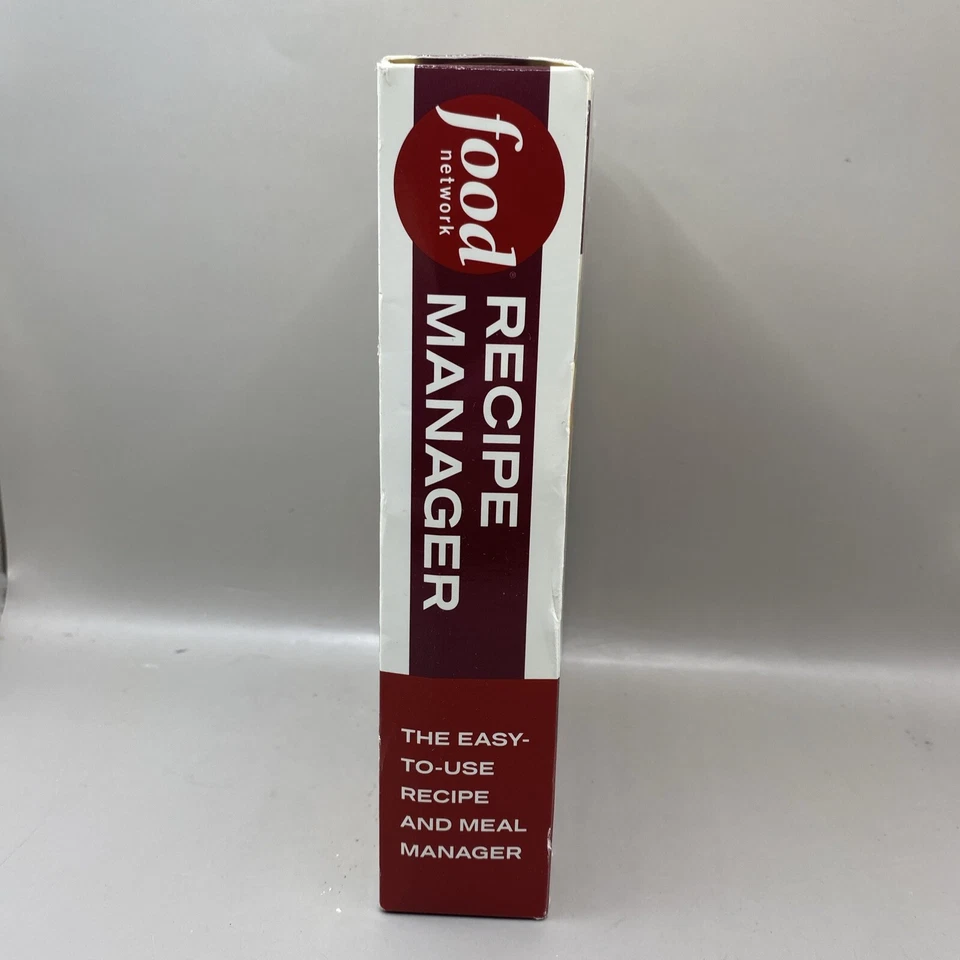 food
network®
RECIPE
MANAGER
THE EASY-
TO-USE
RECIPE
AND MEAL
MANAGER